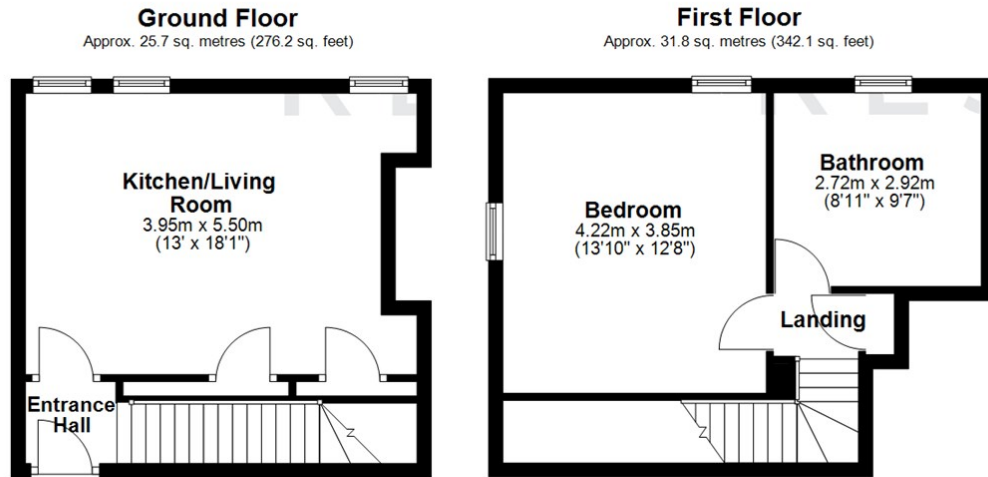 Ground Floor
Approx. 25.7 sq. metres (276.2 sq. feet)
Kitchen/Living
Room
3.95m x 5.50m
(13' x 18'1")
Entrance
Hall
First Floor
Approx. 31.8 sq. metres (342.1 sq. feet)
Bedroom
4.22m x 3.85m
(13'10" x 12'8")
Bathroom
2.72m x 2.92m
(8'11" x 9'7")
Landing